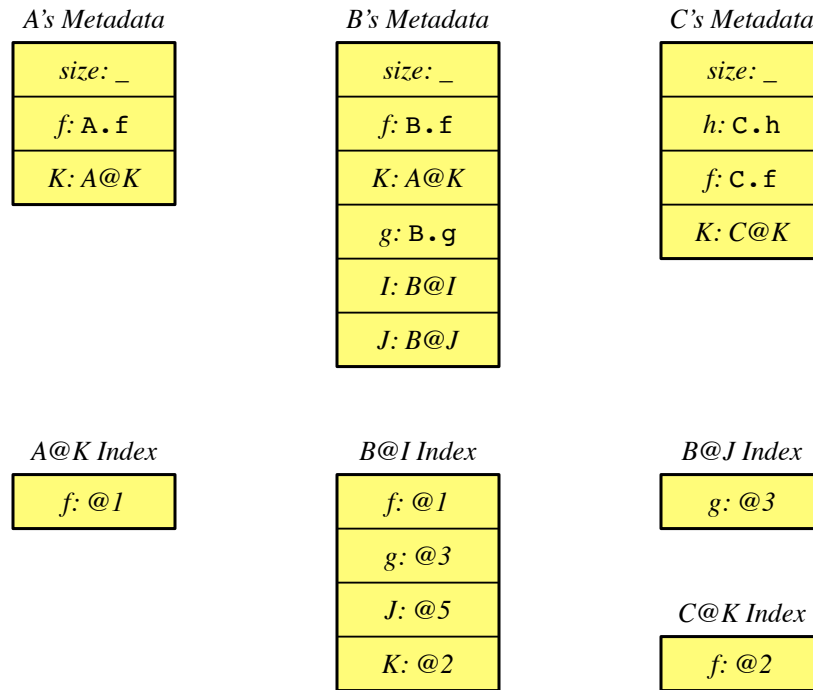 A’s Metadata
size: _
f: A.f
K: A@K
B’s Metadata
size: _
f: B.f
K: A@K
g: B.g
I: B@I
J: B@J
C’s Metadata
size: _
h: C.h
f: C.f
K: C@K
A@K Index
f: @1
B@I Index
f: @1
g: @3
J: @5
K: @2
B@J Index
g: @3
C@K Index
f: @2